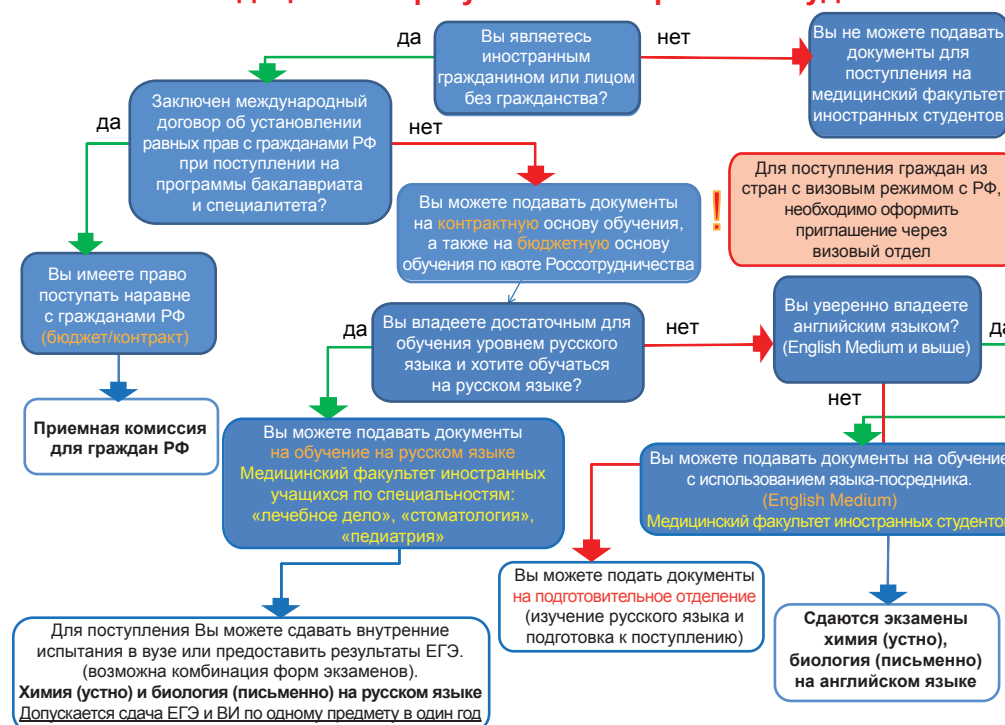 да
Вы являетесь
иностранным
гражданином или лицом
без гражданства?
нет
Вы не можете подавать
документы для
поступления на
медицинский факультет
иностранных студентов
Заключен международный
договор об установлении
равных прав с гражданами РФ
при поступлении на
программы бакалавриата
и специалитета?
да
нет
Вы можете подавать документы
на контрактную основу обучения,
а также на бюджетную основу
обучения по квоте Россотрудничества
!
Для поступления граждан из
стран с визовым режимом с РФ,
необходимо оформить
приглашение через
визовый отдел
Вы имеете право
поступать наравне
с гражданами РФ
(бюджет/контракт)
Приемная комиссия
для граждан РФ
да
Вы владеете достаточным для
обучения уровнем русского
языка и хотите обучаться
на русском языке?
нет
Вы уверенно владеете
английским языком?
(English Medium и выше)
да
нет
Вы можете подавать документы
на обучение на русском языке
Медицинский факультет иностранных
учащихся по специальностям:
«лечебное дело», «стоматология»,
«педиатрия»
Вы можете подавать документы на обучение
с использованием языка-посредника.
(English Medium)
Медицинский факультет иностранных студентов
Для поступления Вы можете сдавать внутренние
испытания в вузе или предоставить результаты ЕГЭ.
(возможна комбинация форм экзаменов).
Химия (устно) и биология (письменно) на русском языке
Допускается сдача ЕГЭ и ВИ по одному предмету в один год
Вы можете подать документы
на подготовительное отделение
(изучение русского языка и
подготовка к поступлению)
Сдаются экзамены
химия (устно),
биология (письменно)
на английском языке